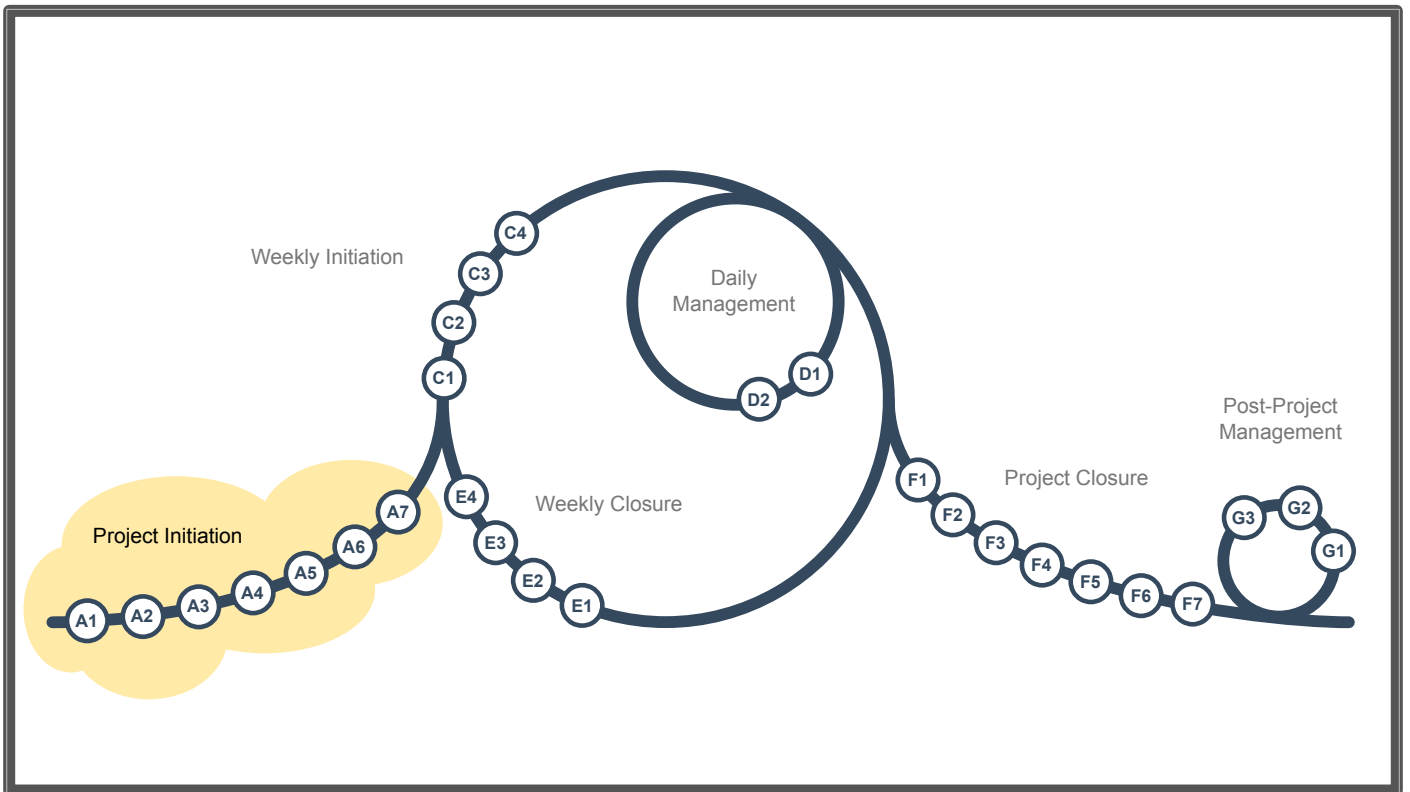 C4
Weekly Initiation
C3
C2
C1
Daily
Management
D1
D2
Post-Project
Management
Project Initiation
A1
A2
A3
A4
A5
A6
A7
Weekly Closure
E4
E3
E2
E1
Project Closure
F1
F2
F3
F4
F5
F6
F7
G3
G2
G1